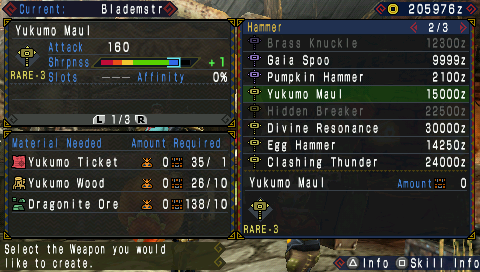 Current: Blademstr
205976z
Yukumo Maul
Attack 160
Shrpnss +1
RARE-3 Slots --- Affinity 0%
L 1/3 R
Material Needed Amount Required
Yukumo Ticket 0 35/ 1
Yukumo Wood 0 26/10
Dragonite Ore 0 138/10
Hammer 2/3
Brass Knuckle 12300z
Gaia Spoo 9999z
Pumpkin Hammer 2100z
Yukumo Maul 15000z
Hidden Breaker 22500z
Divine Resonance 30000z
Egg Hammer 14250z
Clashing Thunder 24000z
Yukumo Maul Amount 0
RARE-3
Select the Weapon you would
like to create.
Info Skill Info